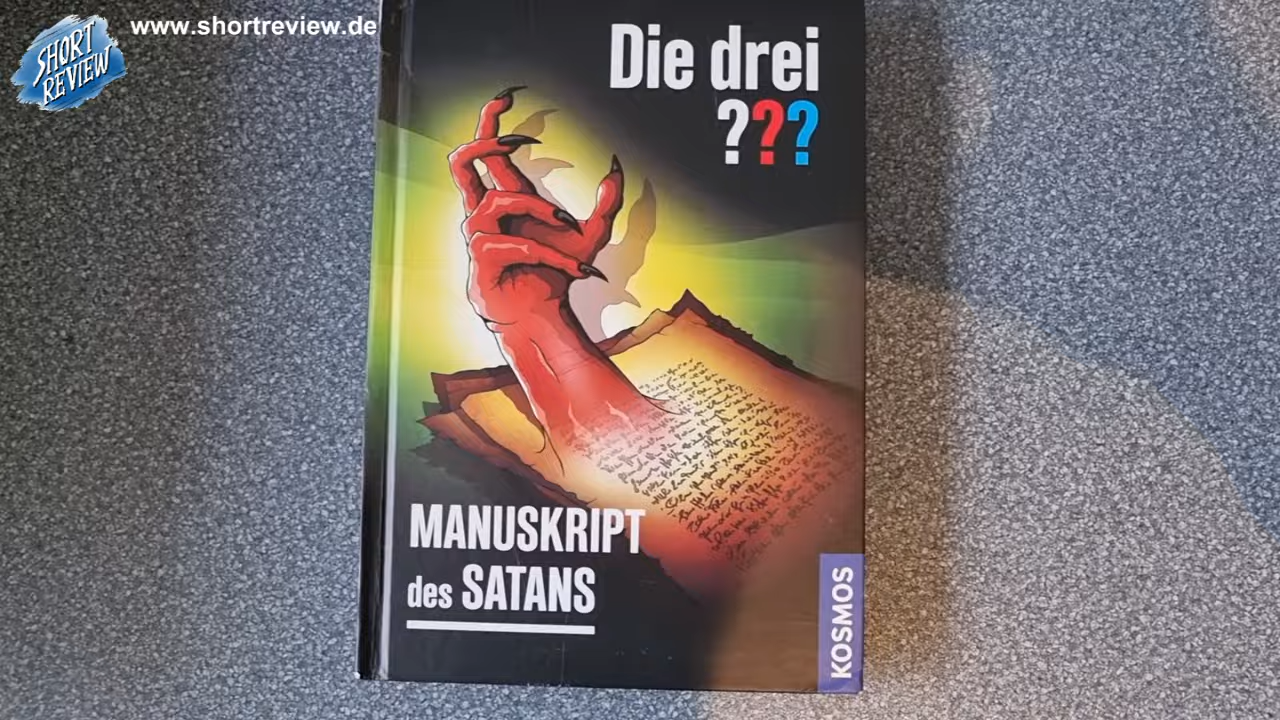 SHORT
REVIEW
www.shortreview.de
Die drei
???
MANUSKRIPT
des SATANS
KOSMOS